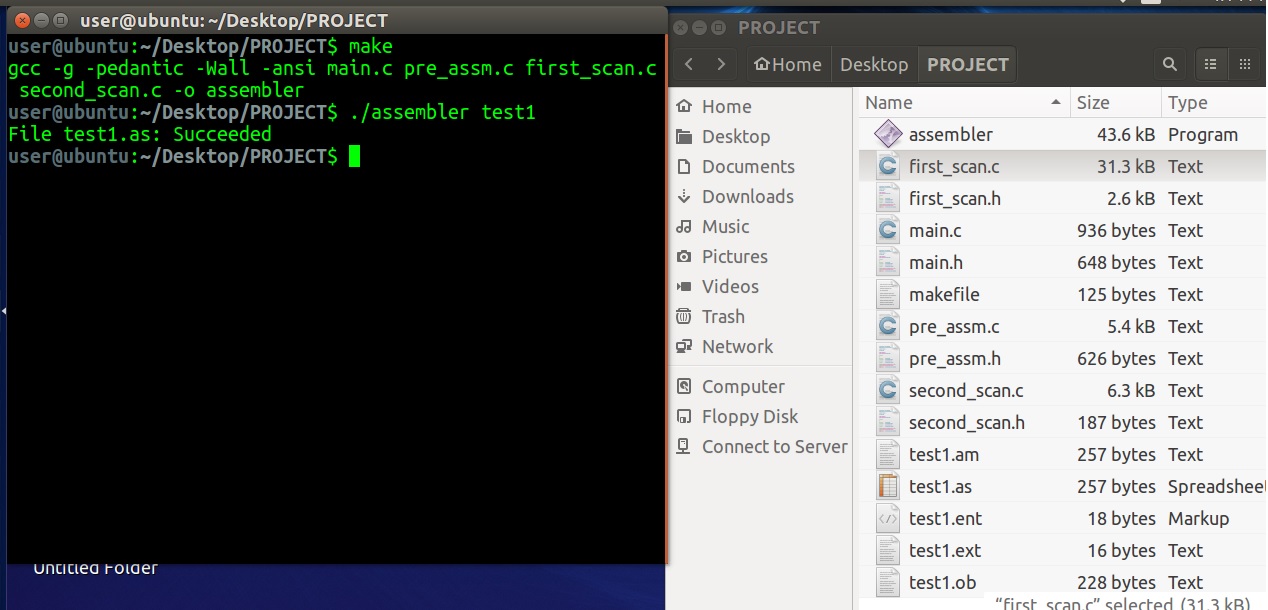 user@ubuntu: ~/Desktop/PROJECT
user@ubuntu:~/Desktop/PROJECT$ make
gcc -g -pedantic -Wall -ansi main.c pre_assm.c first_scan.c
second_scan.c -o assembler
user@ubuntu:~/Desktop/PROJECT$ ./assembler test1
File test1.as: Succeeded
user@ubuntu:~/Desktop/PROJECT$
Untitled Folder
PROJECT
Home Desktop PROJECT
Home
Desktop
Documents
Downloads
Music
Pictures
Videos
Trash
Network
Computer
Floppy Disk
Connect to Server
Name Size Type
assembler 43.6 kB Program
first_scan.c 31.3 kB Text
first_scan.h 2.6 kB Text
main.c 936 bytes Text
main.h 648 bytes Text
makefile 125 bytes Text
pre_assm.c 5.4 kB Text
pre_assm.h 626 bytes Text
second_scan.c 6.3 kB Text
second_scan.h 187 bytes Text
test1.am 257 bytes Text
test1.as 257 bytes Spreadsheet
test1.ent 18 bytes Markup
test1.ext 16 bytes Text
test1.ob 228 bytes Text
“first_scan.c” selected (31.3 kB)